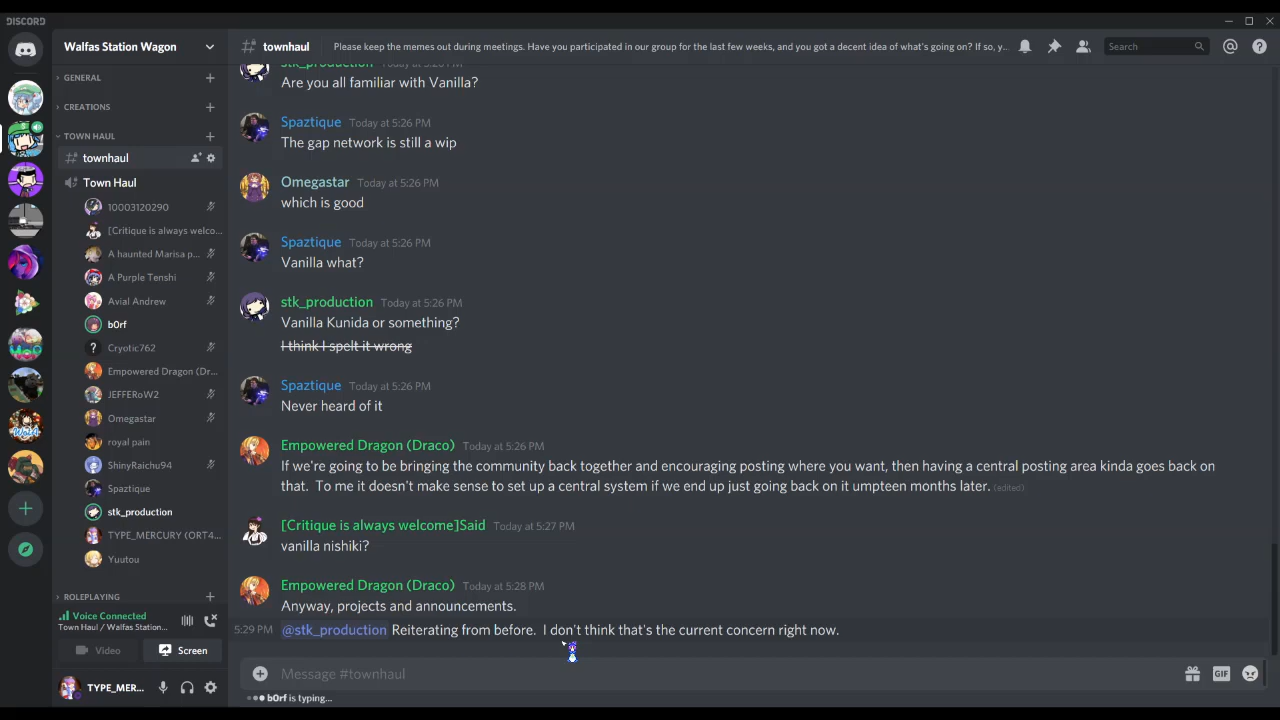 DISCORD
Walfas Station Wagon
townhaul
Please keep the memes out during meetings. Have you participated in our group for the last few weeks, and you got a decent idea of what's going on? If so, y...
Search
GENERAL
CREATIONS
TOWN HAUL
townhaul
Town Haul
10003120290
[Critique is always welco...
A haunted Marisa p...
A Purple Tenshi
Avial Andrew
b0rf
Cryotic762
Empowered Dragon (Dr...
JEFFERoW2
Omegastar
royal pain
ShinyRaichu94
Spaztique
stk_production
TYPE_MERCURY (ORT4...
Yuutou
ROLEPLAYING
Voice Connected
Town Haul / Walfas Station...
Video
Screen
TYPE_MER...
stk_production Today at 5:26 PM
Are you all familiar with Vanilla?
Spaztique Today at 5:26 PM
The gap network is still a wip
Omegastar Today at 5:26 PM
which is good
Spaztique Today at 5:26 PM
Vanilla what?
stk_production Today at 5:26 PM
Vanilla Kunida or something?
I think I spelt it wrong
Spaztique Today at 5:26 PM
Never heard of it
Empowered Dragon (Draco) Today at 5:26 PM
If we're going to be bringing the community back together and encouraging posting where you want, then having a central posting area kinda goes back on
that. To me it doesn't make sense to set up a central system if we end up just going back on it umpteen months later. (edited)
[Critique is always welcome]Said Today at 5:27 PM
vanilla nishiki?
Empowered Dragon (Draco) Today at 5:28 PM
Anyway, projects and announcements.
5:29 PM @stk_production Reiterating from before. I don't think that's the current concern right now.
Message #townhaul
GIF
b0rf is typing...